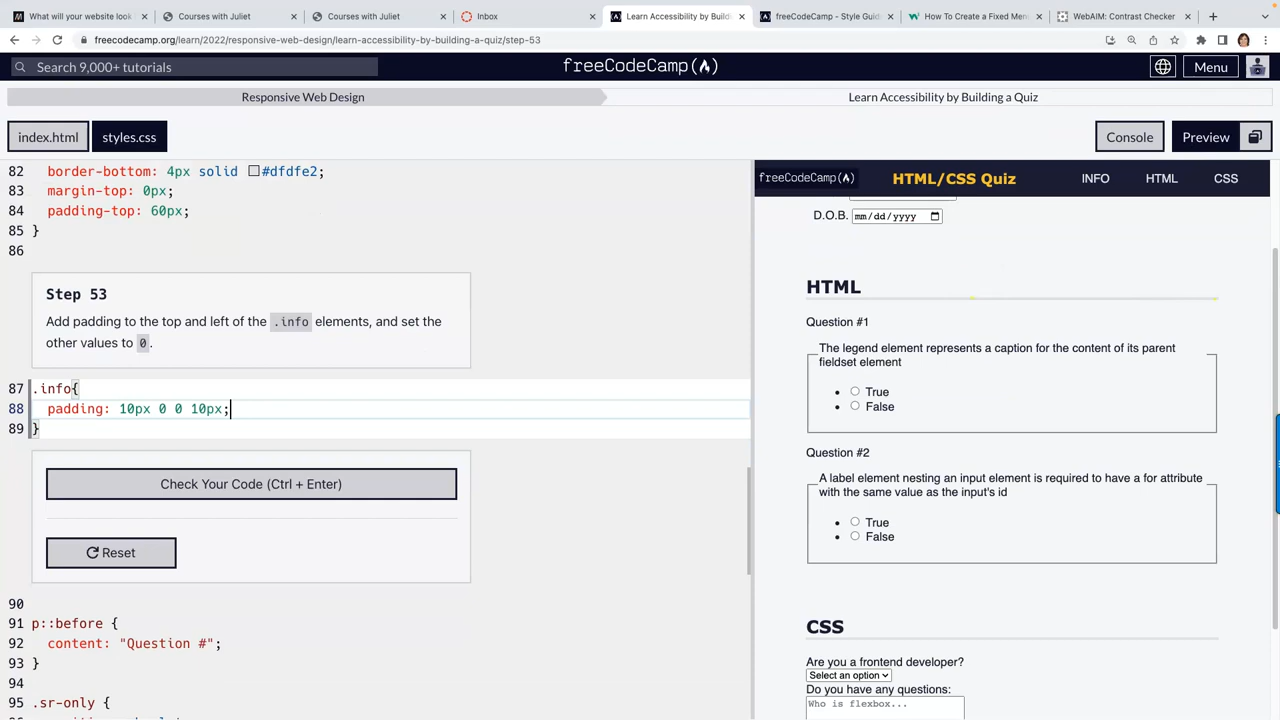 What will your website look
Courses with Juliet
Courses with Juliet
Inbox
Learn Accessibility by Build
freeCodeCamp - Style Guid
How To Create a Fixed Men
WebAIM: Contrast Checker
freecodecamp.org/learn/2022/responsive-web-design/learn-accessibility-by-building-a-quiz/step-53
Search 9,000+ tutorials
freeCodeCamp
Menu
Responsive Web Design
Learn Accessibility by Building a Quiz
index.html
styles.css
Console
Preview
82 border-bottom: 4px solid #dfdfe2;
83 margin-top: 0px;
84 padding-top: 60px;
85 }
86
Step 53
Add padding to the top and left of the .info elements, and set the
other values to 0.
87 .info{
88 padding: 10px 0 0 10px;
89 }
Check Your Code (Ctrl + Enter)
Reset
90
91 p::before {
92 content: "Question #";
93 }
94
95 .sr-only {
freeCodeCamp
HTML/CSS Quiz
INFO
HTML
CSS
D.O.B. mm/dd/yyyy
HTML
Question #1
The legend element represents a caption for the content of its parent
fieldset element
True
False
Question #2
A label element nesting an input element is required to have a for attribute
with the same value as the input's id
True
False
CSS
Are you a frontend developer?
Select an option
Do you have any questions:
Who is flexbox...